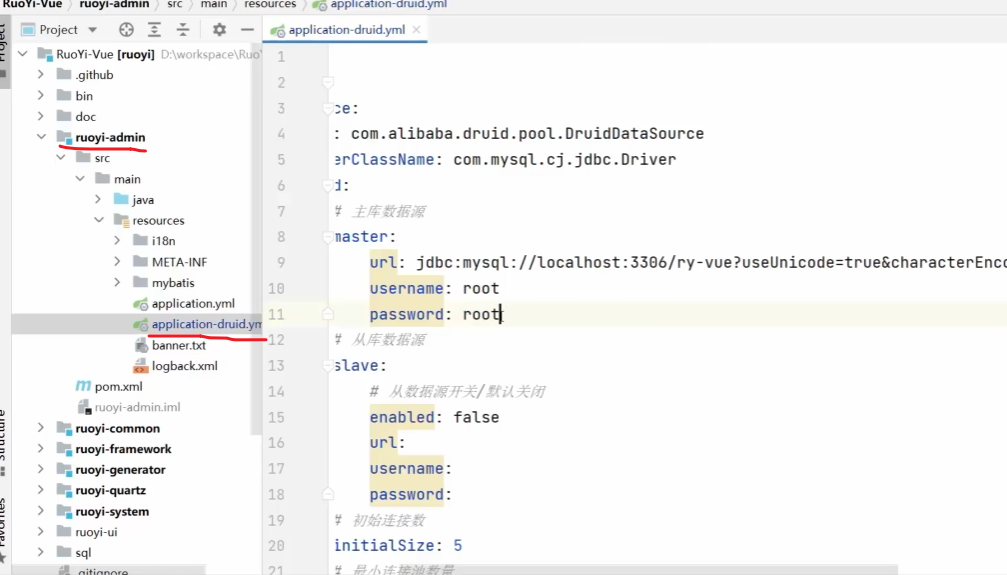 RuoYi-Vue ruoyi-admin src main resources application-druid.yml
Project
application-druid.yml
RuoYi-Vue [ruoyi] D:\workspace\Ruo
.github
bin
doc
ruoyi-admin
src
main
java
resources
i18n
META-INF
mybatis
application.yml
application-druid.ym
banner.txt
logback.xml
pom.xml
ruoyi-admin.iml
ruoyi-common
ruoyi-framework
ruoyi-generator
ruoyi-quartz
ruoyi-system
ruoyi-ui
sql
.gitignore
Project
Structure
Favorites
1
2
3 ce:
4 : com.alibaba.druid.pool.DruidDataSource
5 erClassName: com.mysql.cj.jdbc.Driver
6 d:
7 # 主库数据源
8 master:
9 url: jdbc:mysql://localhost:3306/ry-vue?useUnicode=true&characterEnco
10 username: root
11 password: root
12 # 从库数据源
13 slave:
14 # 从数据源开关/默认关闭
15 enabled: false
16 url:
17 username:
18 password:
19 # 初始连接数
20 initialSize: 5
21 # 最小连接池数量